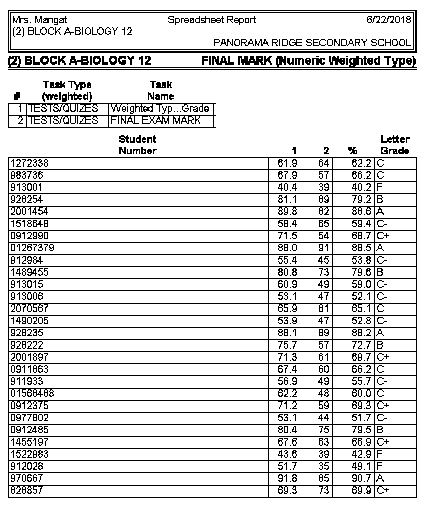 Mrs. Mangat Spreadsheet Report 6/22/2018
(2) BLOCK A-BIOLOGY 12
PANORAMA RIDGE SECONDARY SCHOOL
(2) BLOCK A-BIOLOGY 12 FINAL MARK (Numeric Weighted Type)
Task Type Task
# (weighted) Name
1 TESTS/QUIZES Weighted Typ...Grade
2 TESTS/QUIZES FINAL EXAM MARK
Student Letter
Number 1 2 % Grade
1272338 61.9 64 62.2 C
883736 67.9 57 66.2 C
913001 40.4 39 40.2 F
928254 81.1 69 79.2 B
2001454 89.8 82 88.6 A
1518648 58.4 65 59.4 C-
0912990 71.5 54 68.7 C+
01267379 88.0 91 88.5 A
912984 55.4 45 53.8 C-
1489455 80.8 73 79.6 B
913015 60.9 49 59.0 C-
913006 53.1 47 52.1 C-
2070567 65.9 61 65.1 C
1490205 53.9 47 52.8 C-
928235 88.1 89 88.2 A
928222 75.7 57 72.7 B
2001897 71.3 61 69.7 C+
0911863 67.4 60 66.2 C
911933 56.9 49 55.7 C-
01566488 62.2 48 60.0 C
0912375 71.2 59 69.3 C+
0977802 53.1 44 51.7 C-
0912485 80.4 75 79.5 B
1455197 67.6 63 66.9 C+
1522983 43.6 39 42.9 F
912028 51.7 35 49.1 F
970667 91.8 85 90.7 A
828857 69.3 73 69.9 C+